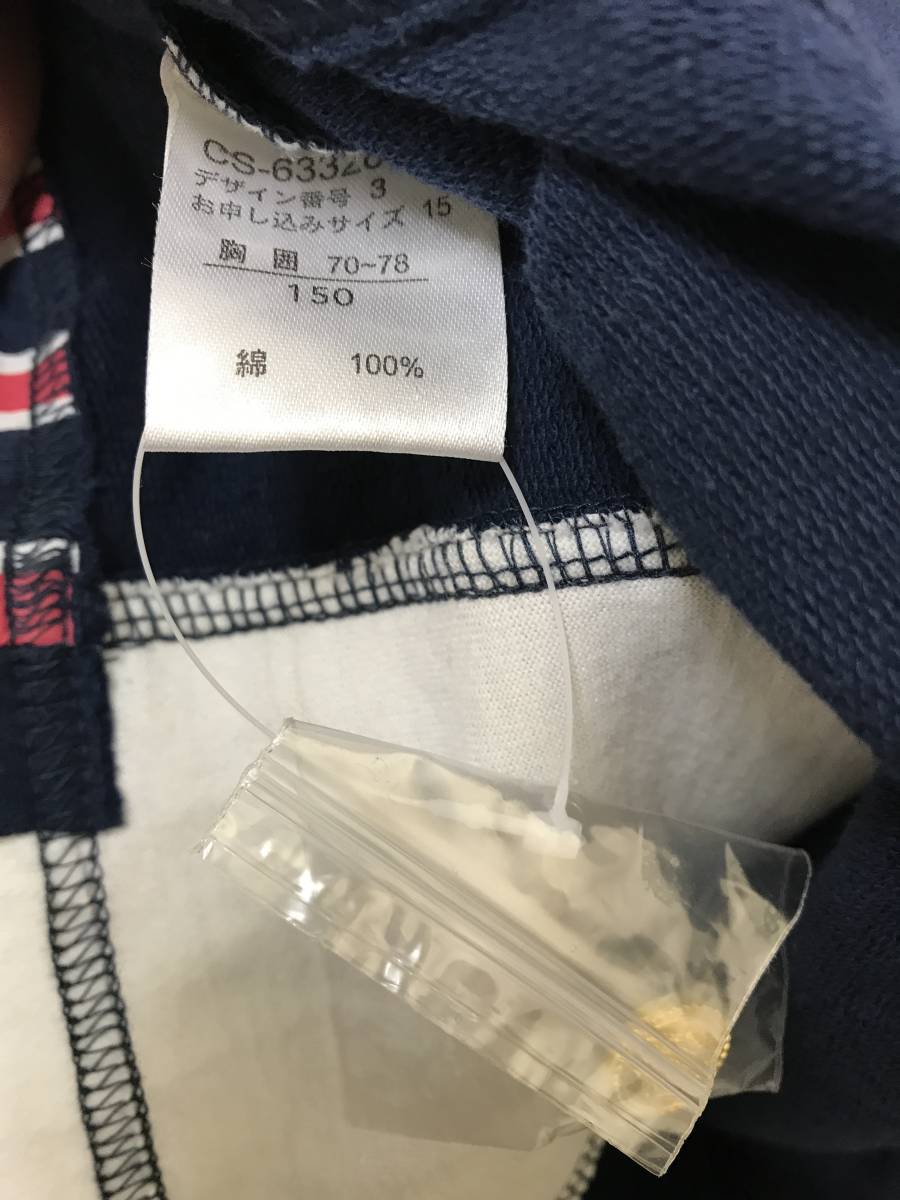 CS-6332
デザイン番号 3
お申し込みサイズ 15
胸 囲 70~78
150
綿 100%